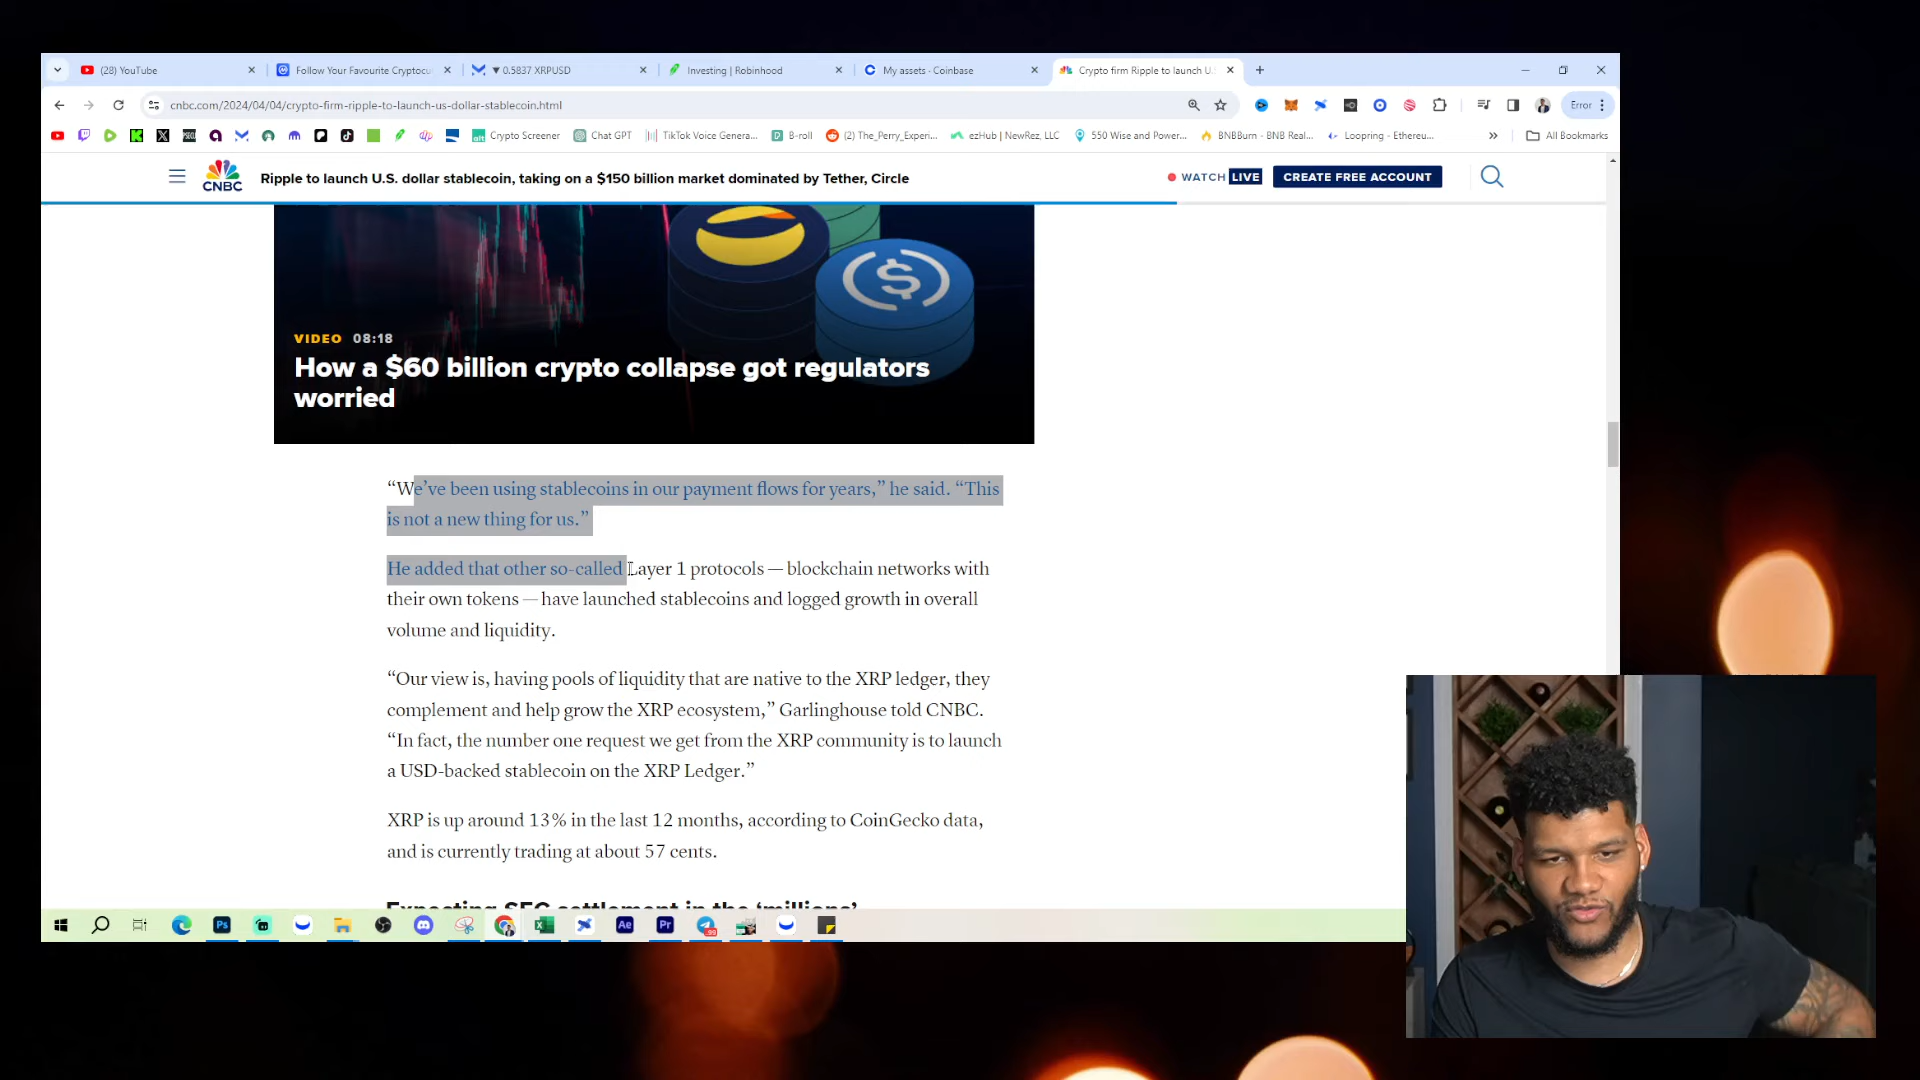 (28) YouTube
Follow Your Favourite Cryptocu
▼ 0.5837 XRPUSD
Investing | Robinhood
My assets - Coinbase
Crypto firm Ripple to launch U.
cnbc.com/2024/04/04/crypto-firm-ripple-to-launch-us-dollar-stablecoin.html
Error
Crypto Screener
Chat GPT
TikTok Voice Genera...
B-roll
(2) The_Perry_Experi...
ezHub | NewRez, LLC
550 Wise and Power...
BNBBurn - BNB Real...
Loopring - Ethereu...
All Bookmarks
CNBC
Ripple to launch U.S. dollar stablecoin, taking on a $150 billion market dominated by Tether, Circle
WATCH LIVE
CREATE FREE ACCOUNT
VIDEO 08:18
How a $60 billion crypto collapse got regulators
worried
“We’ve been using stablecoins in our payment flows for years,” he said. “This
is not a new thing for us.”
He added that other so-called Layer 1 protocols — blockchain networks with
their own tokens — have launched stablecoins and logged growth in overall
volume and liquidity.
“Our view is, having pools of liquidity that are native to the XRP ledger, they
complement and help grow the XRP ecosystem,” Garlinghouse told CNBC.
“In fact, the number one request we get from the XRP community is to launch
a USD-backed stablecoin on the XRP Ledger.”
XRP is up around 13% in the last 12 months, according to CoinGecko data,
and is currently trading at about 57 cents.
Expecting SEC settlement in the ‘millions’
Ps
Ae
Pr
99